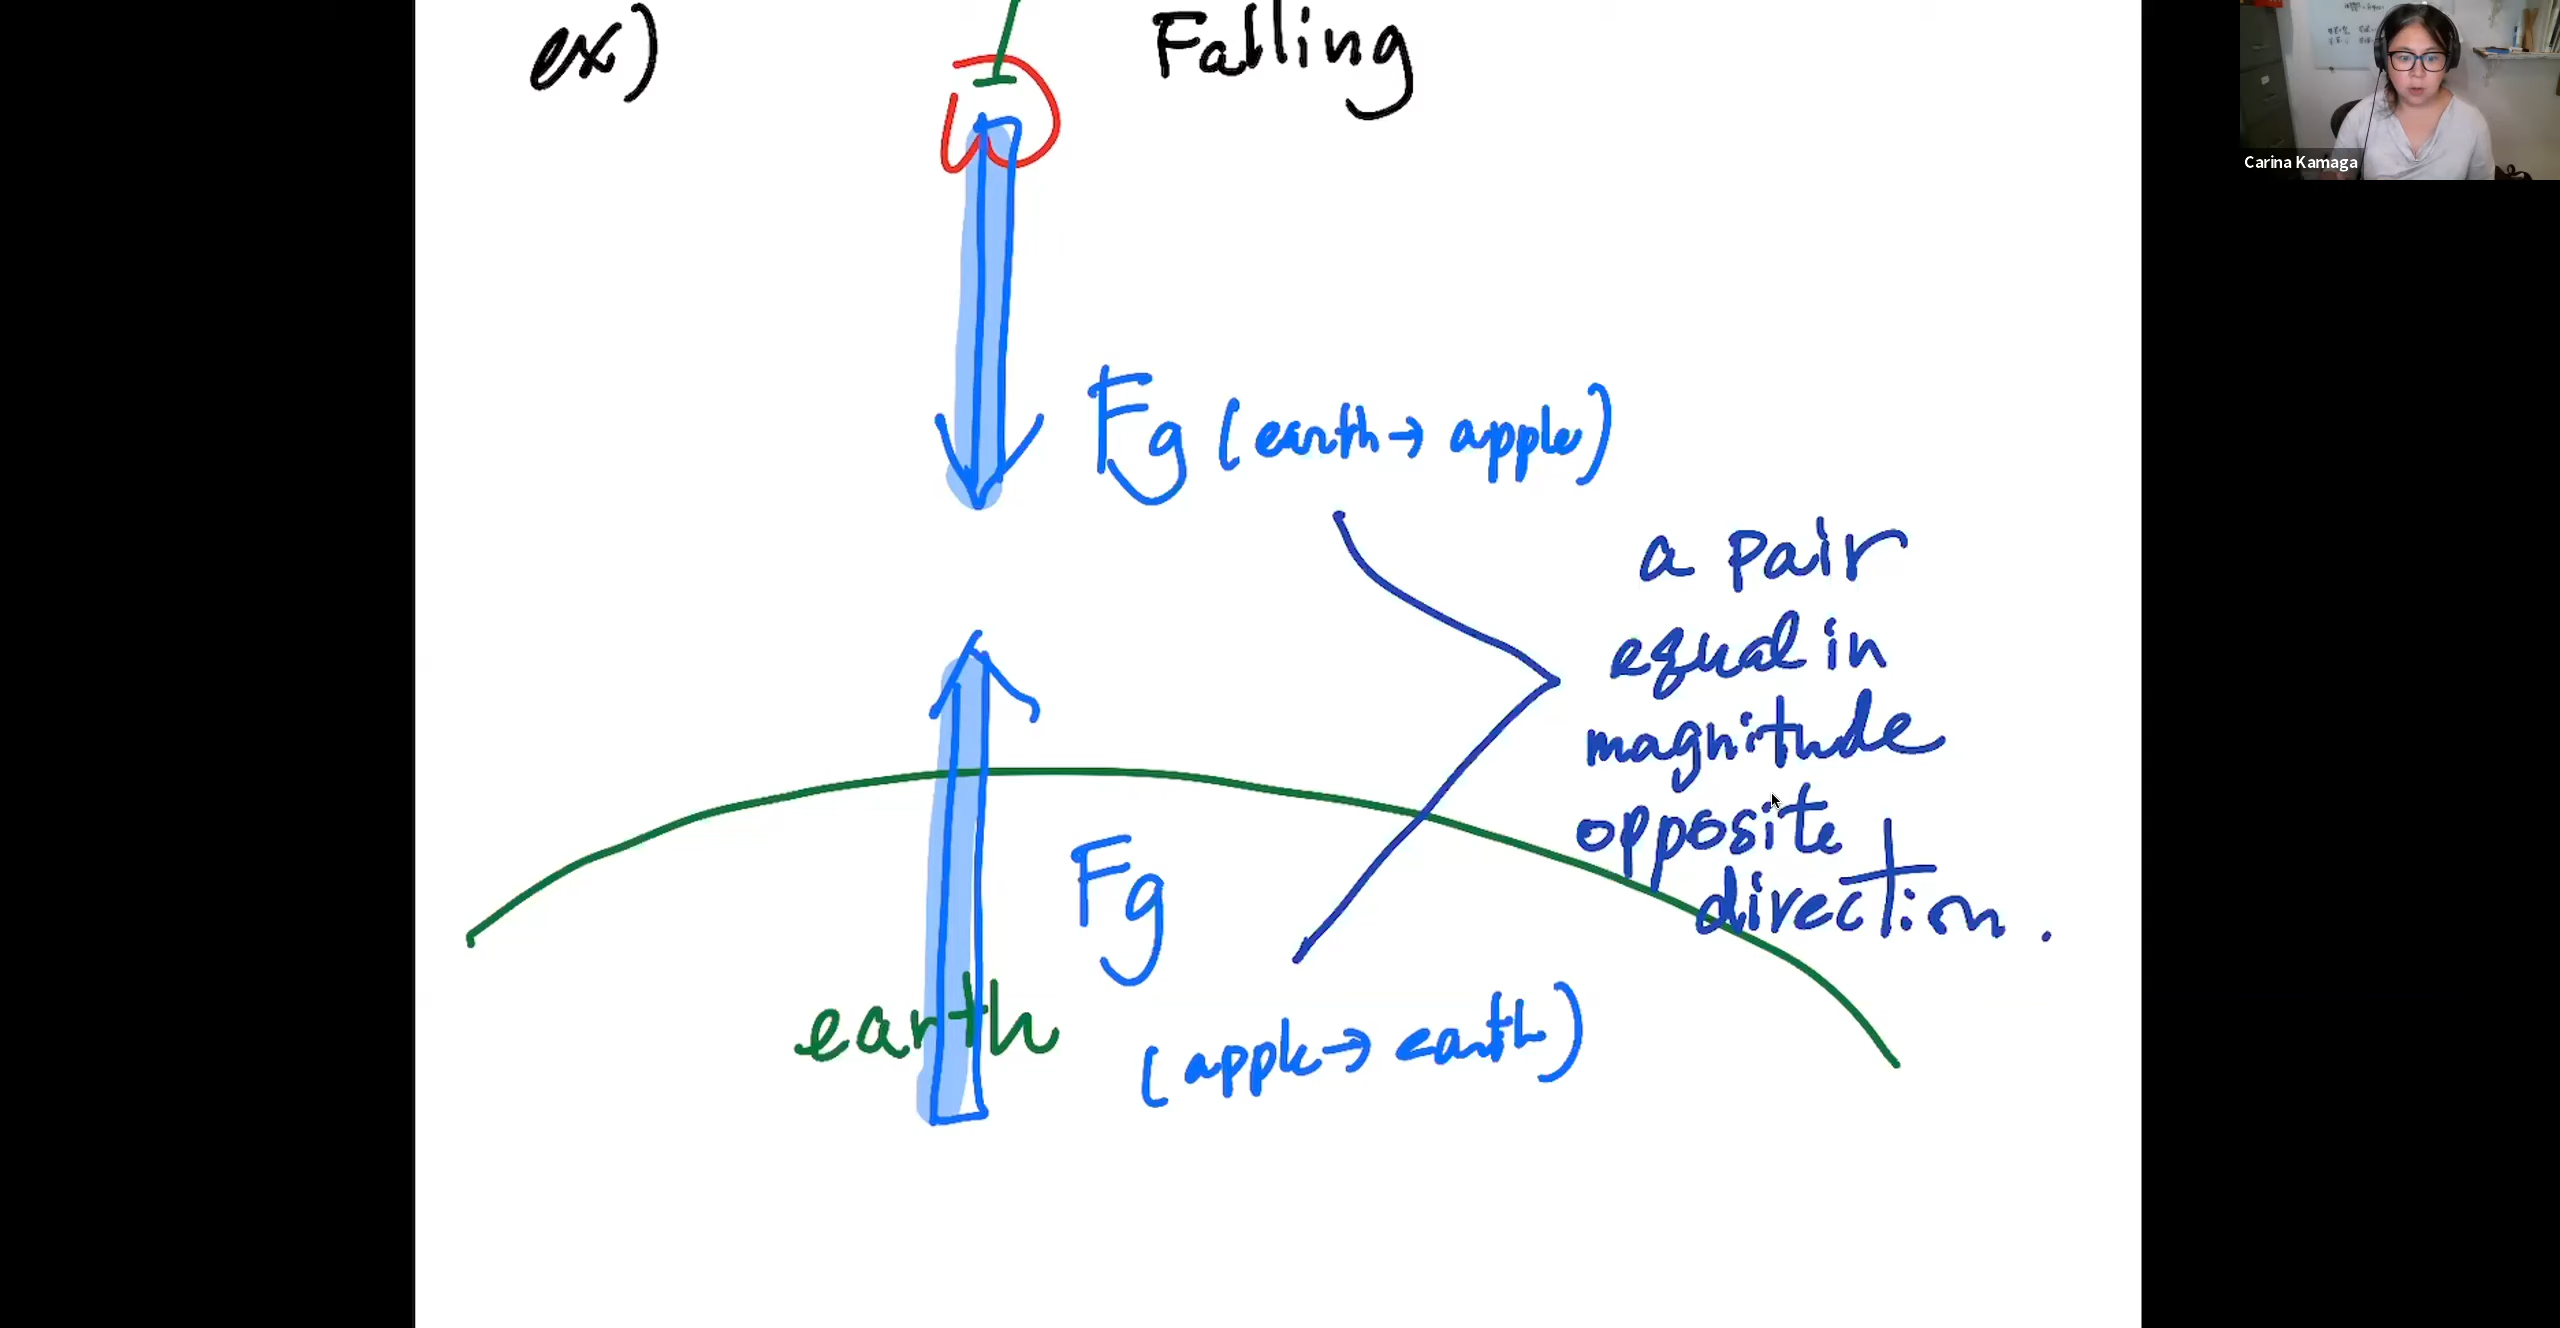 ex)
Falling
Carina Kamaga
Fg (earth → apple)
a pair
equal in
magnitude
opposite
direction.
Fg
earth
(apple → earth)